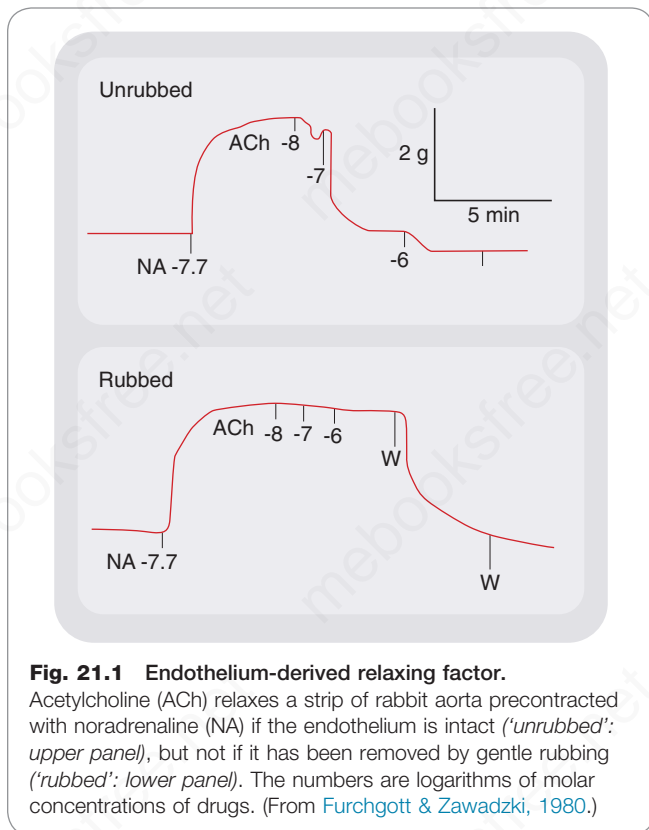 Unrubbed
ACh -8
-7
2 g
5 min
NA -7.7
-6
Rubbed
ACh -8 -7 -6
W
NA -7.7
W
Fig. 21.1 Endothelium-derived relaxing factor.
Acetylcholine (ACh) relaxes a strip of rabbit aorta precontracted
with noradrenaline (NA) if the endothelium is intact (‘unrubbed’:
upper panel), but not if it has been removed by gentle rubbing
(‘rubbed’: lower panel). The numbers are logarithms of molar
concentrations of drugs. (From Furchgott & Zawadzki, 1980.)
mebooksfree.net